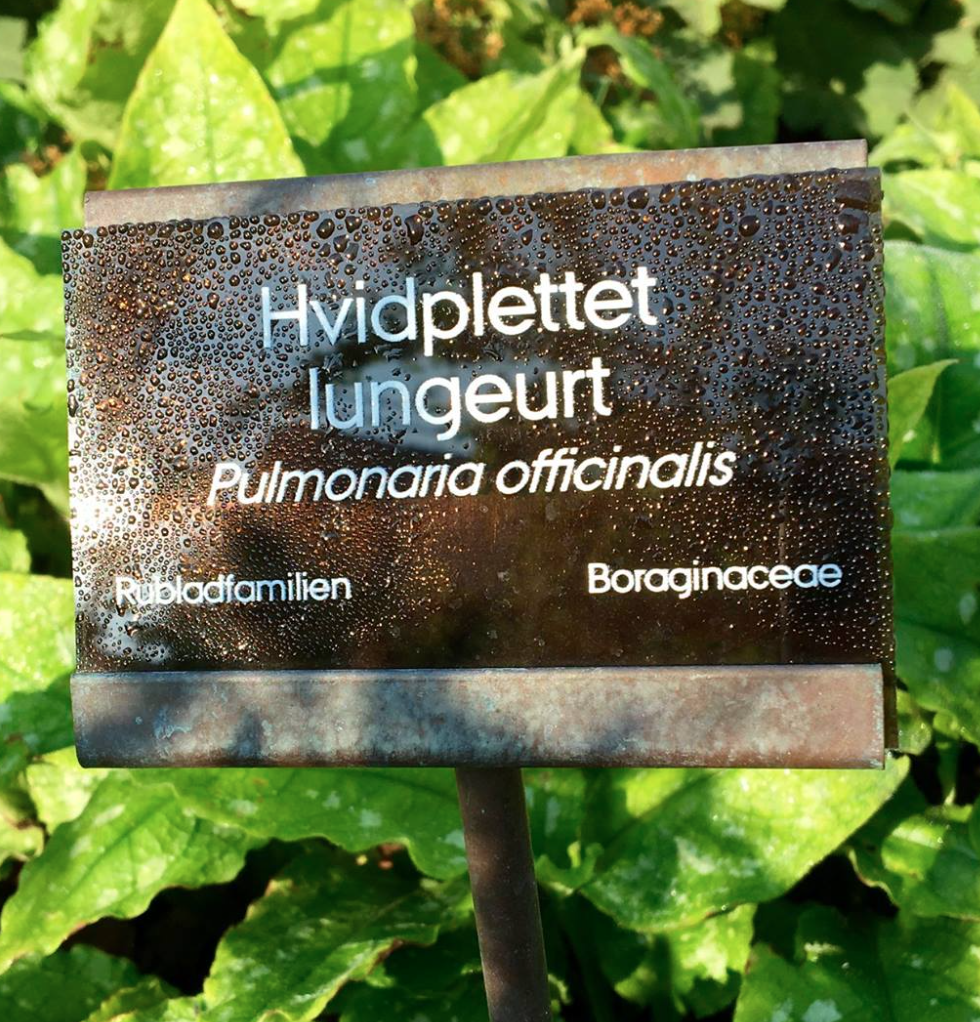 Hvidplettet
lungeurt
Pulmonaria officinalis
Rubladfamilien Boraginaceae